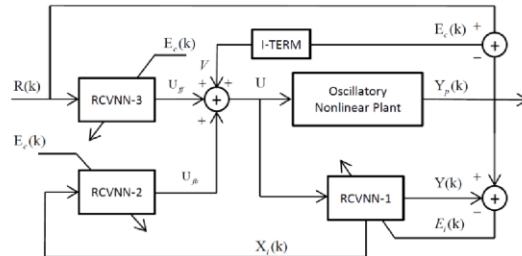 E_c(k)
I-TERM
E_c(k)
V
R(k)
RCVNN-3
U_ff
U
Oscillatory
Nonlinear Plant
Y_p(k)
E_c(k)
RCVNN-2
U_fb
RCVNN-1
Y(k)
X_i(k)
E_i(k)